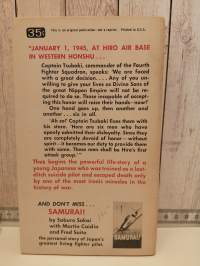 35¢
This is an original publication—not a reprint.
Printed in U.S.A.
"JANUARY 1, 1945, AT HIRO AIR BASE
IN WESTERN HONSHU . . .
Captain Tsubaki, commander of the Fourth
Fighter Squadron, speaks: 'We are faced
with a great decision. . . . Any of you un-
willing to give your lives as Divine Sons of
the great Nippon Empire will not be re-
quired to do so. Those incapable of accept-
ing this honor will raise their hands—now!'
One hand goes up, then another and
another . . . six in all.
'Ah so!' Captain Tsubaki fixes them with
his stare. 'Here are six men who have
openly admitted their disloyalty. Since they
are completely devoid of honor—without
spirit—it becomes our duty to provide them
with some. These men shall be Hiro's first
attack group!'"
Thus begins the powerful life-story of a
young Japanese who was trained as a last-
ditch suicide pilot and escaped death only
by one of the most ironic miracles in the
history of war.
AND DON'T MISS . . .
SAMURAI!
by Saburo Sakai
with Martin Caidin
and Fred Saito
The personal story of Japan's
greatest living fighter pilot.
SAMURAI!